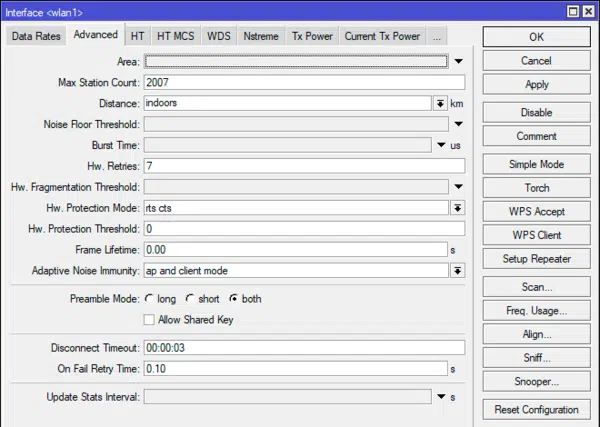 Interface <wlan1>
Data Rates Advanced HT HT MCS WDS Nstreme Tx Power Current Tx Power ...
OK
Area:
Cancel
Max Station Count: 2007
Apply
Distance: indoors km
Disable
Noise Floor Threshold:
Comment
Burst Time: us
Hw. Retries: 7
Simple Mode
Hw. Fragmentation Threshold:
Torch
Hw. Protection Mode: rts cts
WPS Accept
Hw. Protection Threshold: 0
WPS Client
Frame Lifetime: 0.00 s
Setup Repeater
Adaptive Noise Immunity: ap and client mode
Scan...
Preamble Mode: long short both
Freq. Usage...
Allow Shared Key
Align...
Disconnect Timeout: 00:00:03
Sniff...
On Fail Retry Time: 0.10 s
Snooper...
Update Stats Interval: s
Reset Configuration